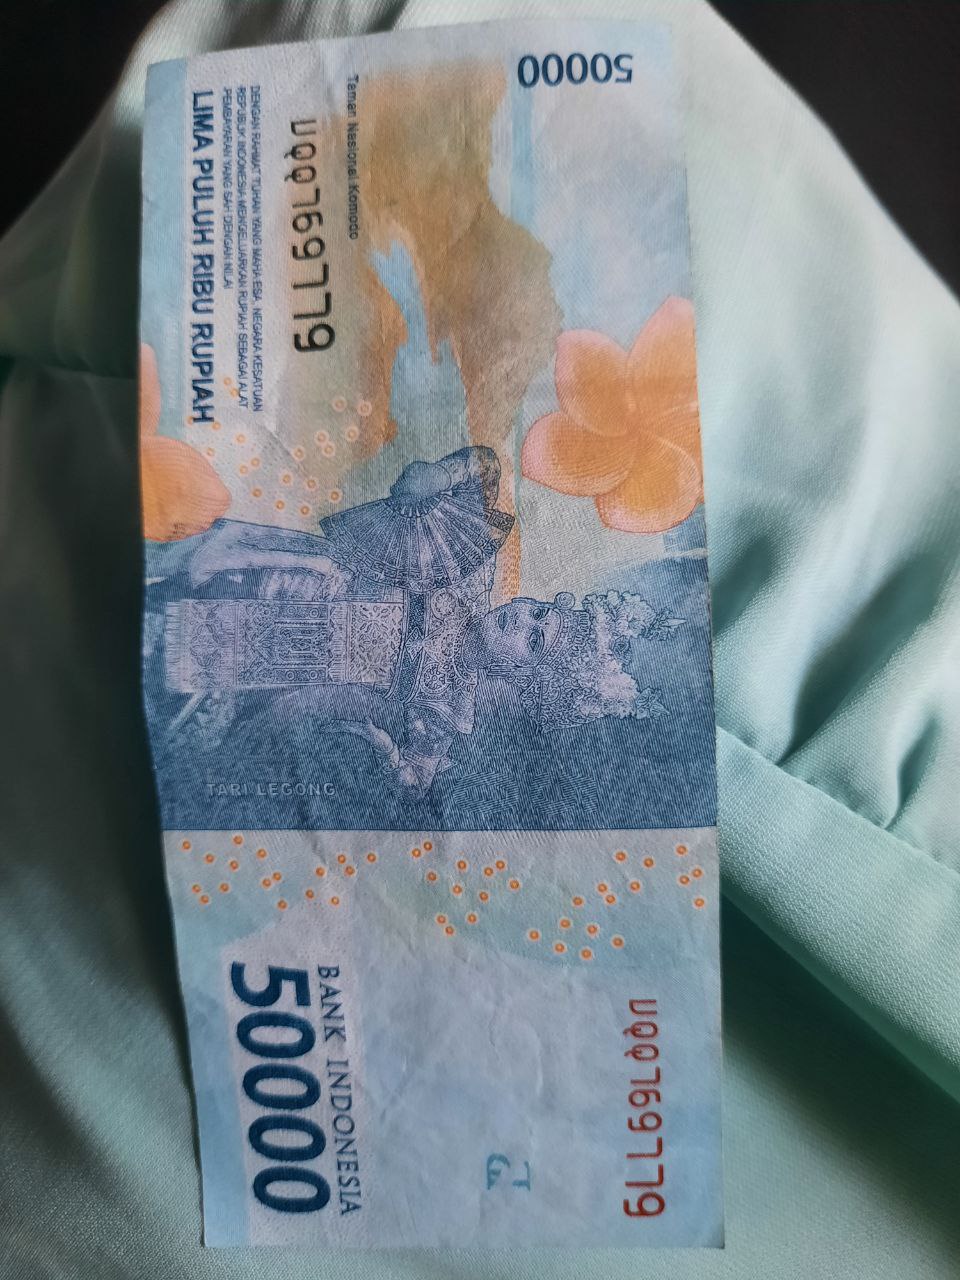 50000
Taman Nasional Komodo
UQQ769779
DENGAN RAHMAT TUHAN YANG MAHA ESA, NEGARA KESATUAN
REPUBLIK INDONESIA MENGELUARKAN RUPIAH SEBAGAI ALAT
PEMBAYARAN YANG SAH DENGAN NILAI
LIMA PULUH RIBU RUPIAH
TARI LEGONG
UQQ769779
BANK INDONESIA
50000